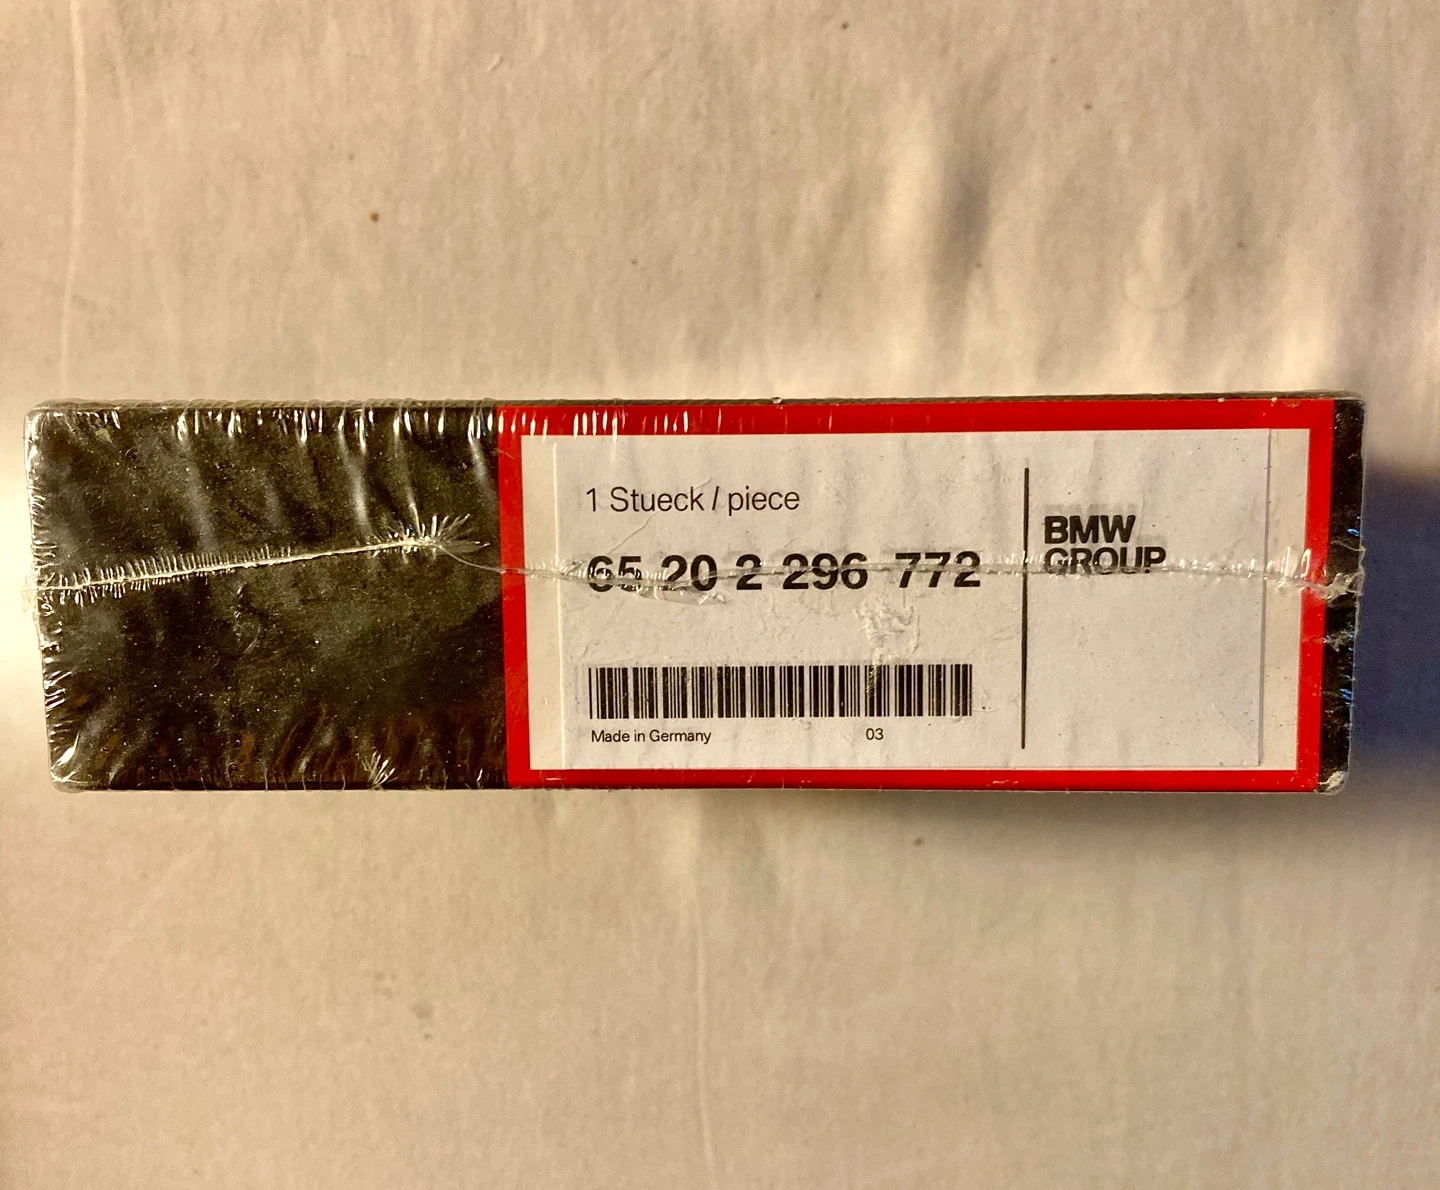 1 Stueck / piece
65 20 2 296 772
Made in Germany 03
BMW
GROUP